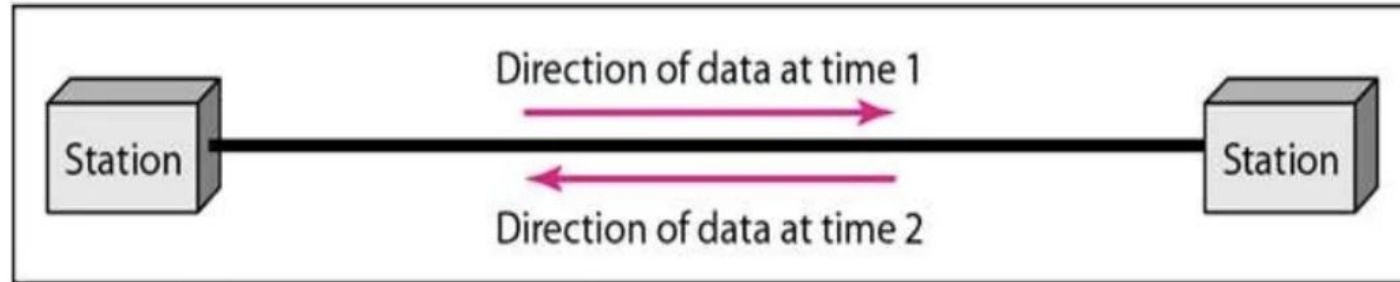 Direction of data at time 1
Station
Station
Direction of data at time 2